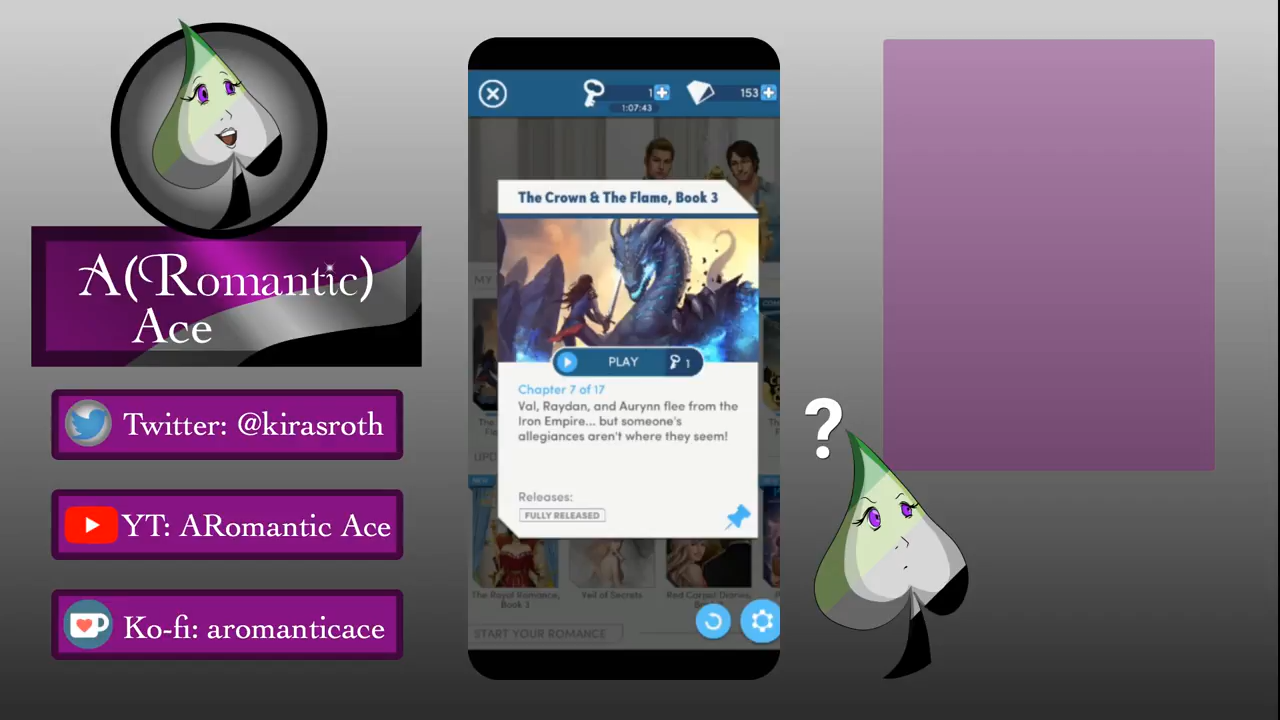 A(Romantic)
Ace
Twitter: @kirasroth
YT: ARomantic Ace
Ko-fi: aromanticace
1
1:07:43
153
The Crown & The Flame, Book 3
MY
PLAY
1
Chapter 7 of 17
Val, Raydan, and Aurynn flee from the
Iron Empire... but someone's
allegiances aren't where they seem!
Releases:
FULLY RELEASED
The Royal Romance,
Book 3
Veil of Secrets
Red Carpet Diaries,
START YOUR ROMANCE
?